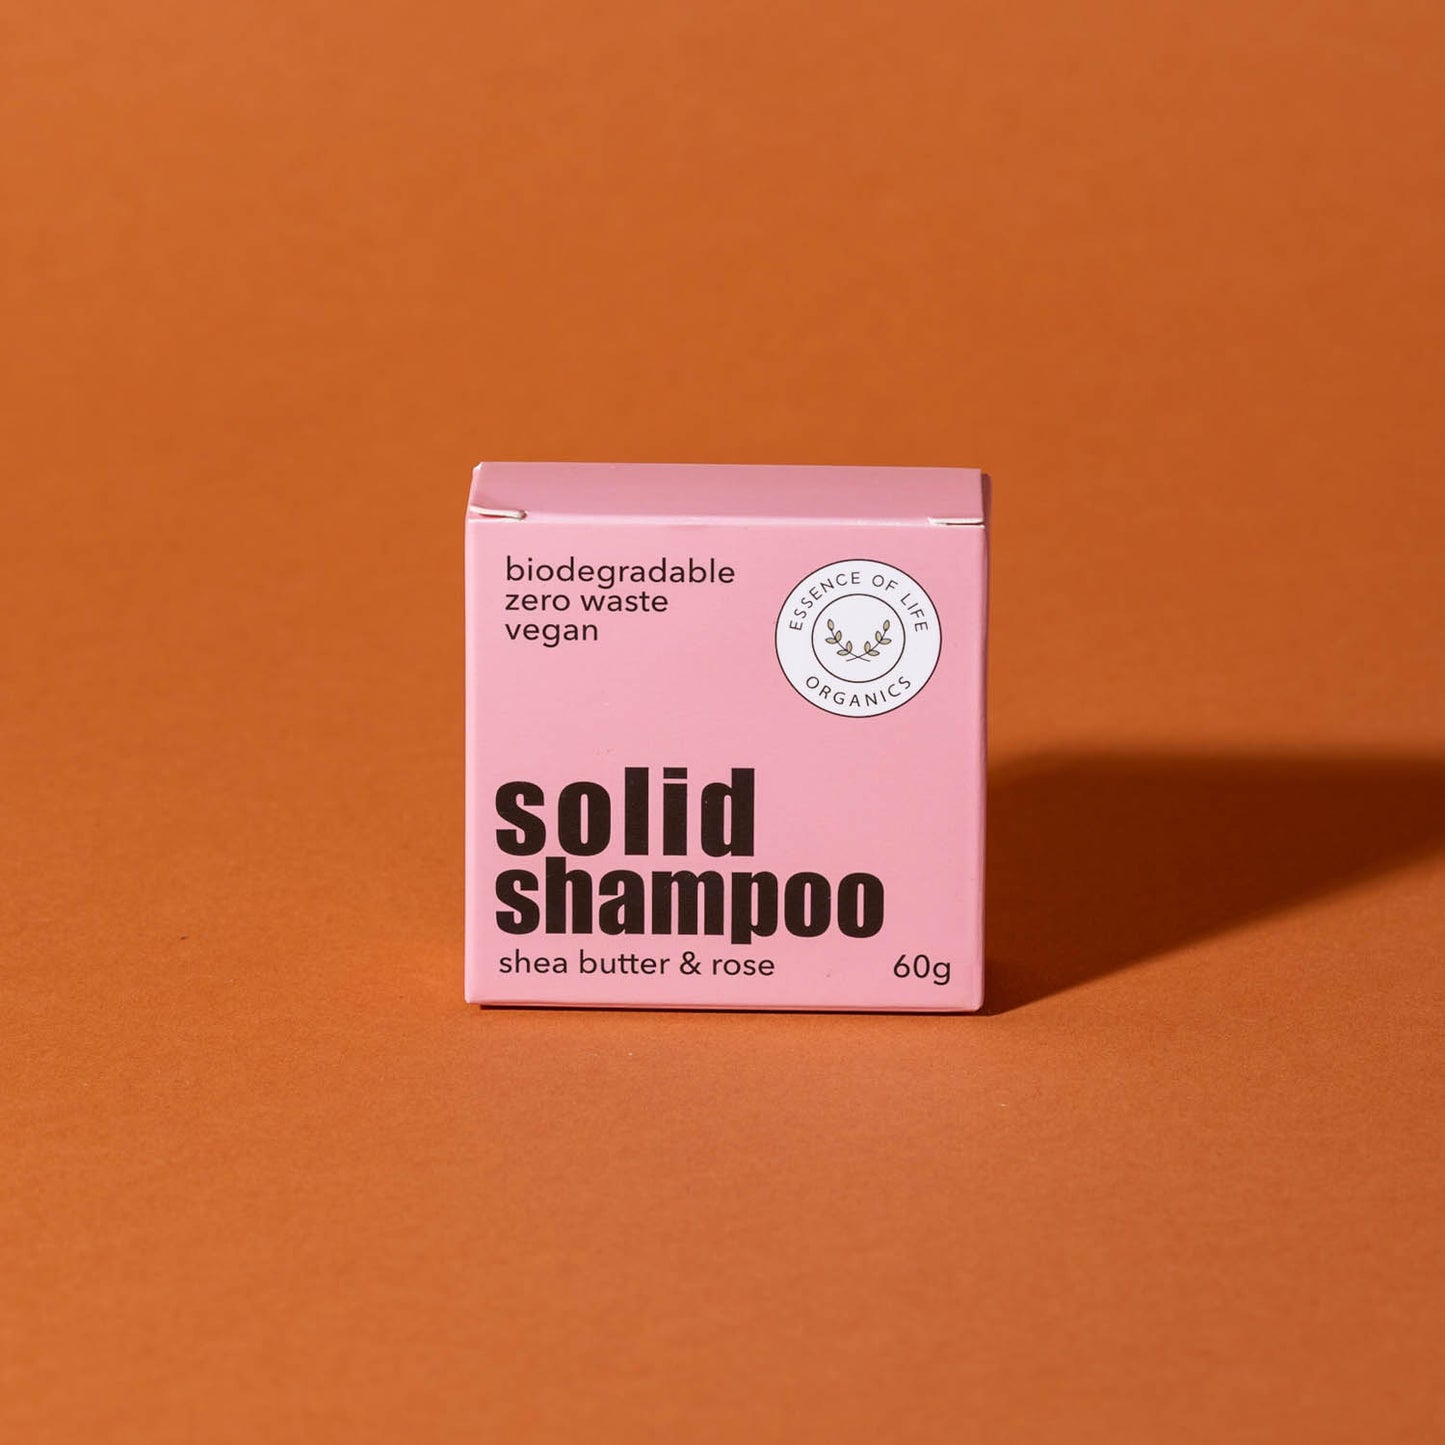 biodegradable
zero waste
vegan
ESSENCE OF LIFE
ORGANICS
solid
shampoo
shea butter & rose
60g